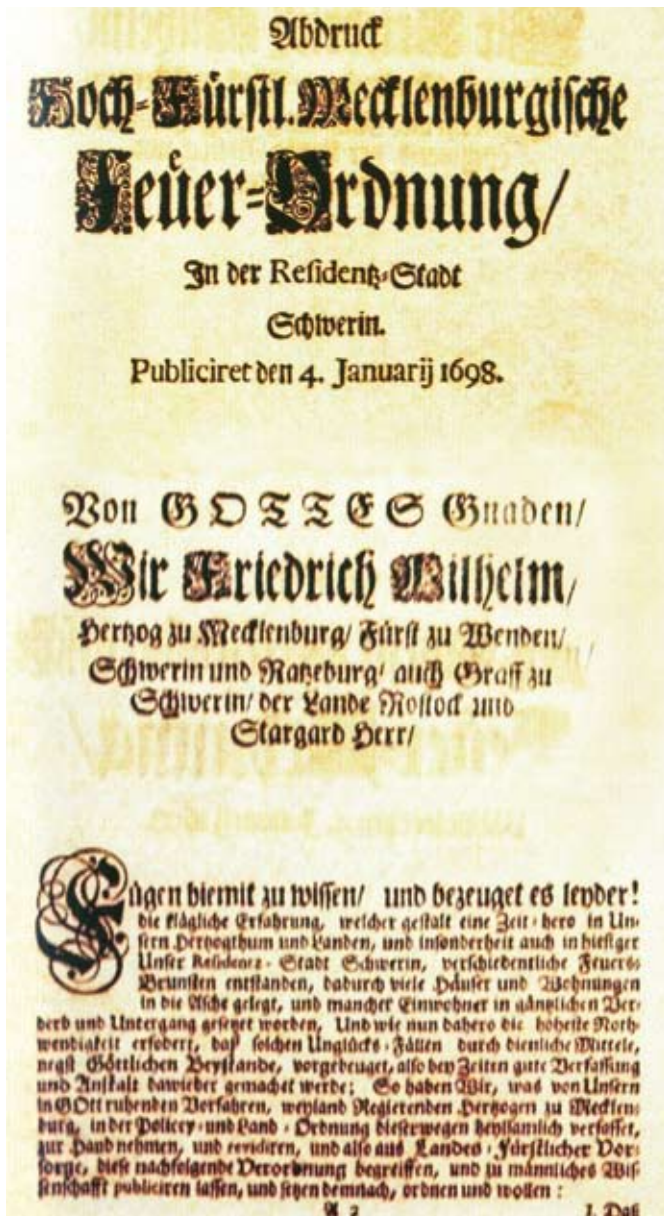 Abdruck
Hoch-Fürstl. Mecklenburgische
Feuͤer-Ordnung/
In der Residentz-Stadt
Schwerin.
Publiciret den 4. Januarij 1698.
Von GOTTES Gnaden/
Wir Friedrich Wilhelm/
Hertzog zu Mecklenburg/ Fürst zu Wenden/
Schwerin und Ratzeburg/ auch Graff zu
Schwerin/ der Lande Rostock und
Stargard Herr/
Fügen hiemit zu wissen/ und bezeuget es leyder!
die klägliche Erfahrung, welcher gestalt eine Zeit-hero in Un-
sern Hertzogthum und Landen, und insonderheit auch in hiesiger
Unser Residentz-Stadt Schwerin, verschiedentliche Feuers-
Brunsten entstanden, dadurch viele Häuser und Wohnungen
in die Asche gelegt, und mancher Einwohner in gäntzlichen Ver-
derb und Untergang gesetzet worden, Und wie nun dahero die höheste Noth-
wendigkeit erfodert, daß solchen Unglücks-Fällen durch dienliche Mittele,
negst Göttlichen Beystande, vorgebeuget, also bey Zeiten gute Verfassung
und Anstalt dawieder gemachet werde; So haben Wir, was von Unsern
in GOtt ruhenden Vorfahren, weyland Regierenden Hertzogen zu Mecklen-
burg, in der Policey- und Land-Ordnung dieserwegen heylsamlich verfasset,
zur Hand nehmen, und revidiren, und also aus Landes-Fürstlicher Vor-
sorge, diese nachfolgende Verordnung begreiffen, und zu männliches Wis-
senschafft publiciren lassen, und setzen demnach, ordnen und wollen:
A 2 I. Daß